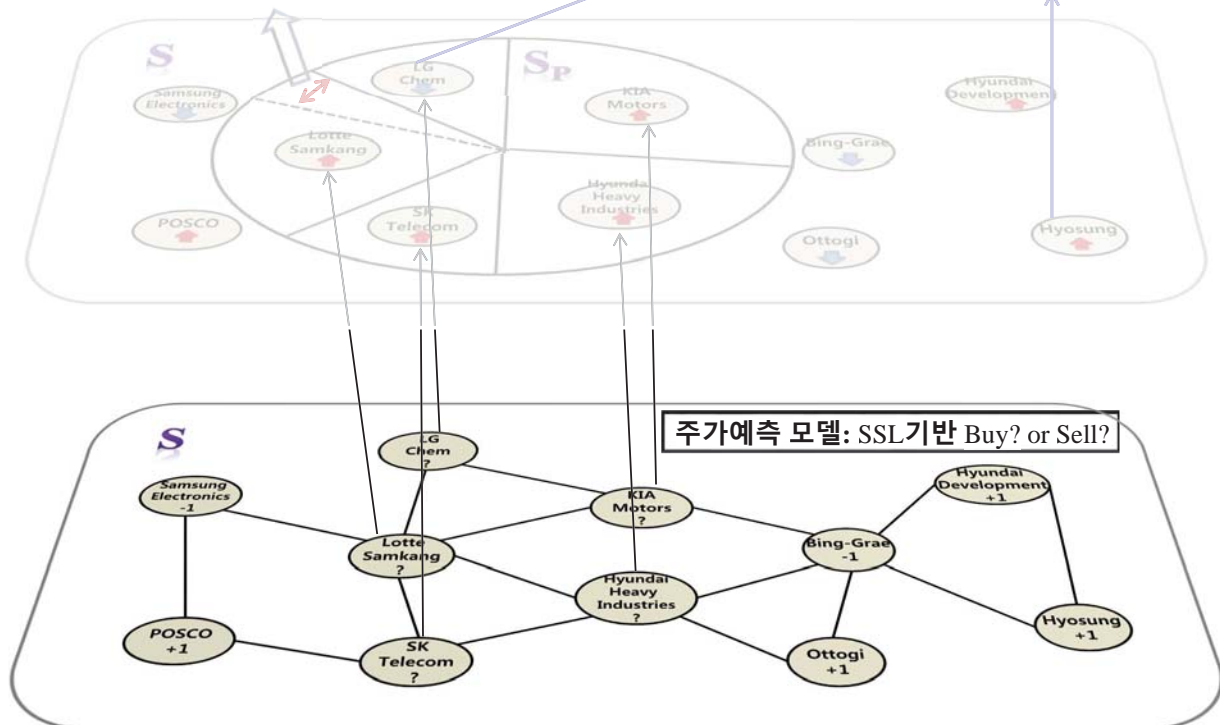 S
S_P
LG
Chem
Samsung
Electronics
KIA
Motors
Hyundai
Development
Lotte
Samkang
Bing-Grae
Hyundai
Heavy
Industries
POSCO
SK
Telecom
Ottogi
Hyosung
주가예측 모델: SSL기반 Buy? or Sell?
S
LG
Chem
?
Samsung
Electronics
-1
Hyundai
Development
+1
KIA
Motors
?
Lotte
Samkang
?
Bing-Grae
-1
Hyundai
Heavy
Industries
?
POSCO
+1
SK
Telecom
?
Ottogi
+1
Hyosung
+1